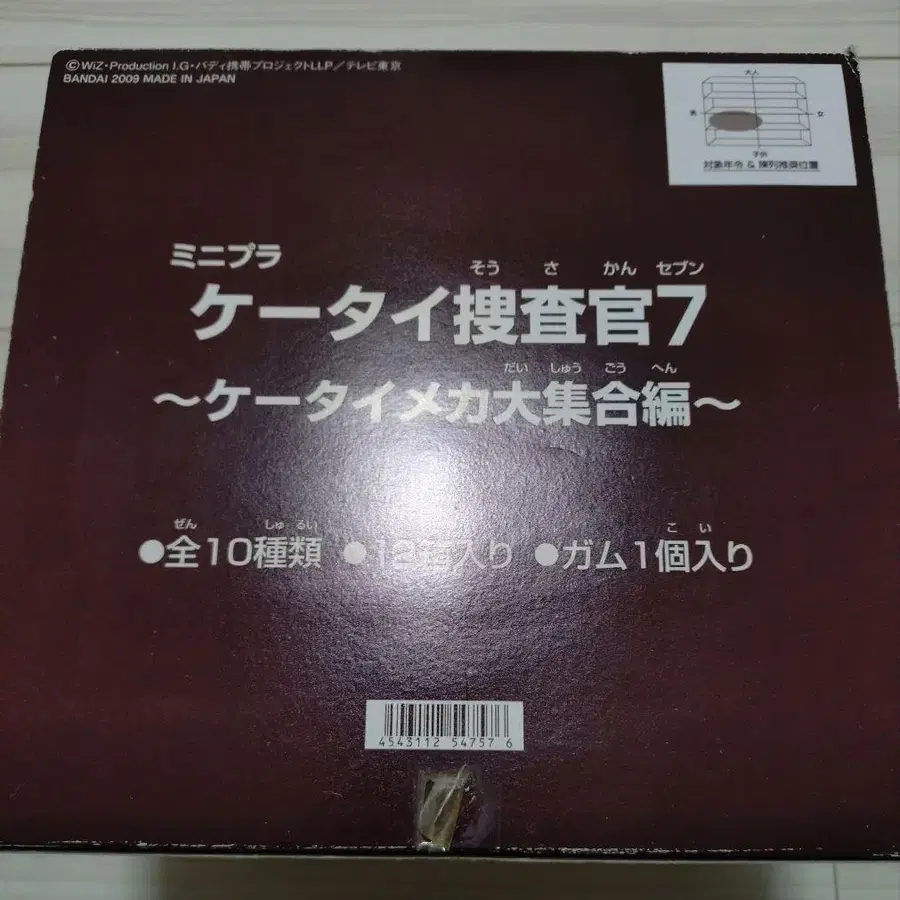 ©WiZ・Production I.G・バディ携帯プロジェクトLLP／テレビ東京
BANDAI 2009 MADE IN JAPAN
大人
男
女
子供
対象年令 & 陳列推奨位置
ミニプラ
そう さ かん セブン
ケータイ捜査官7
だい しゅう ごう へん
〜ケータイメカ大集合編〜
ぜん しゅ るい
こ い
●全10種類 ●12箱入り ●ガム1個入り
4543112 54757 6